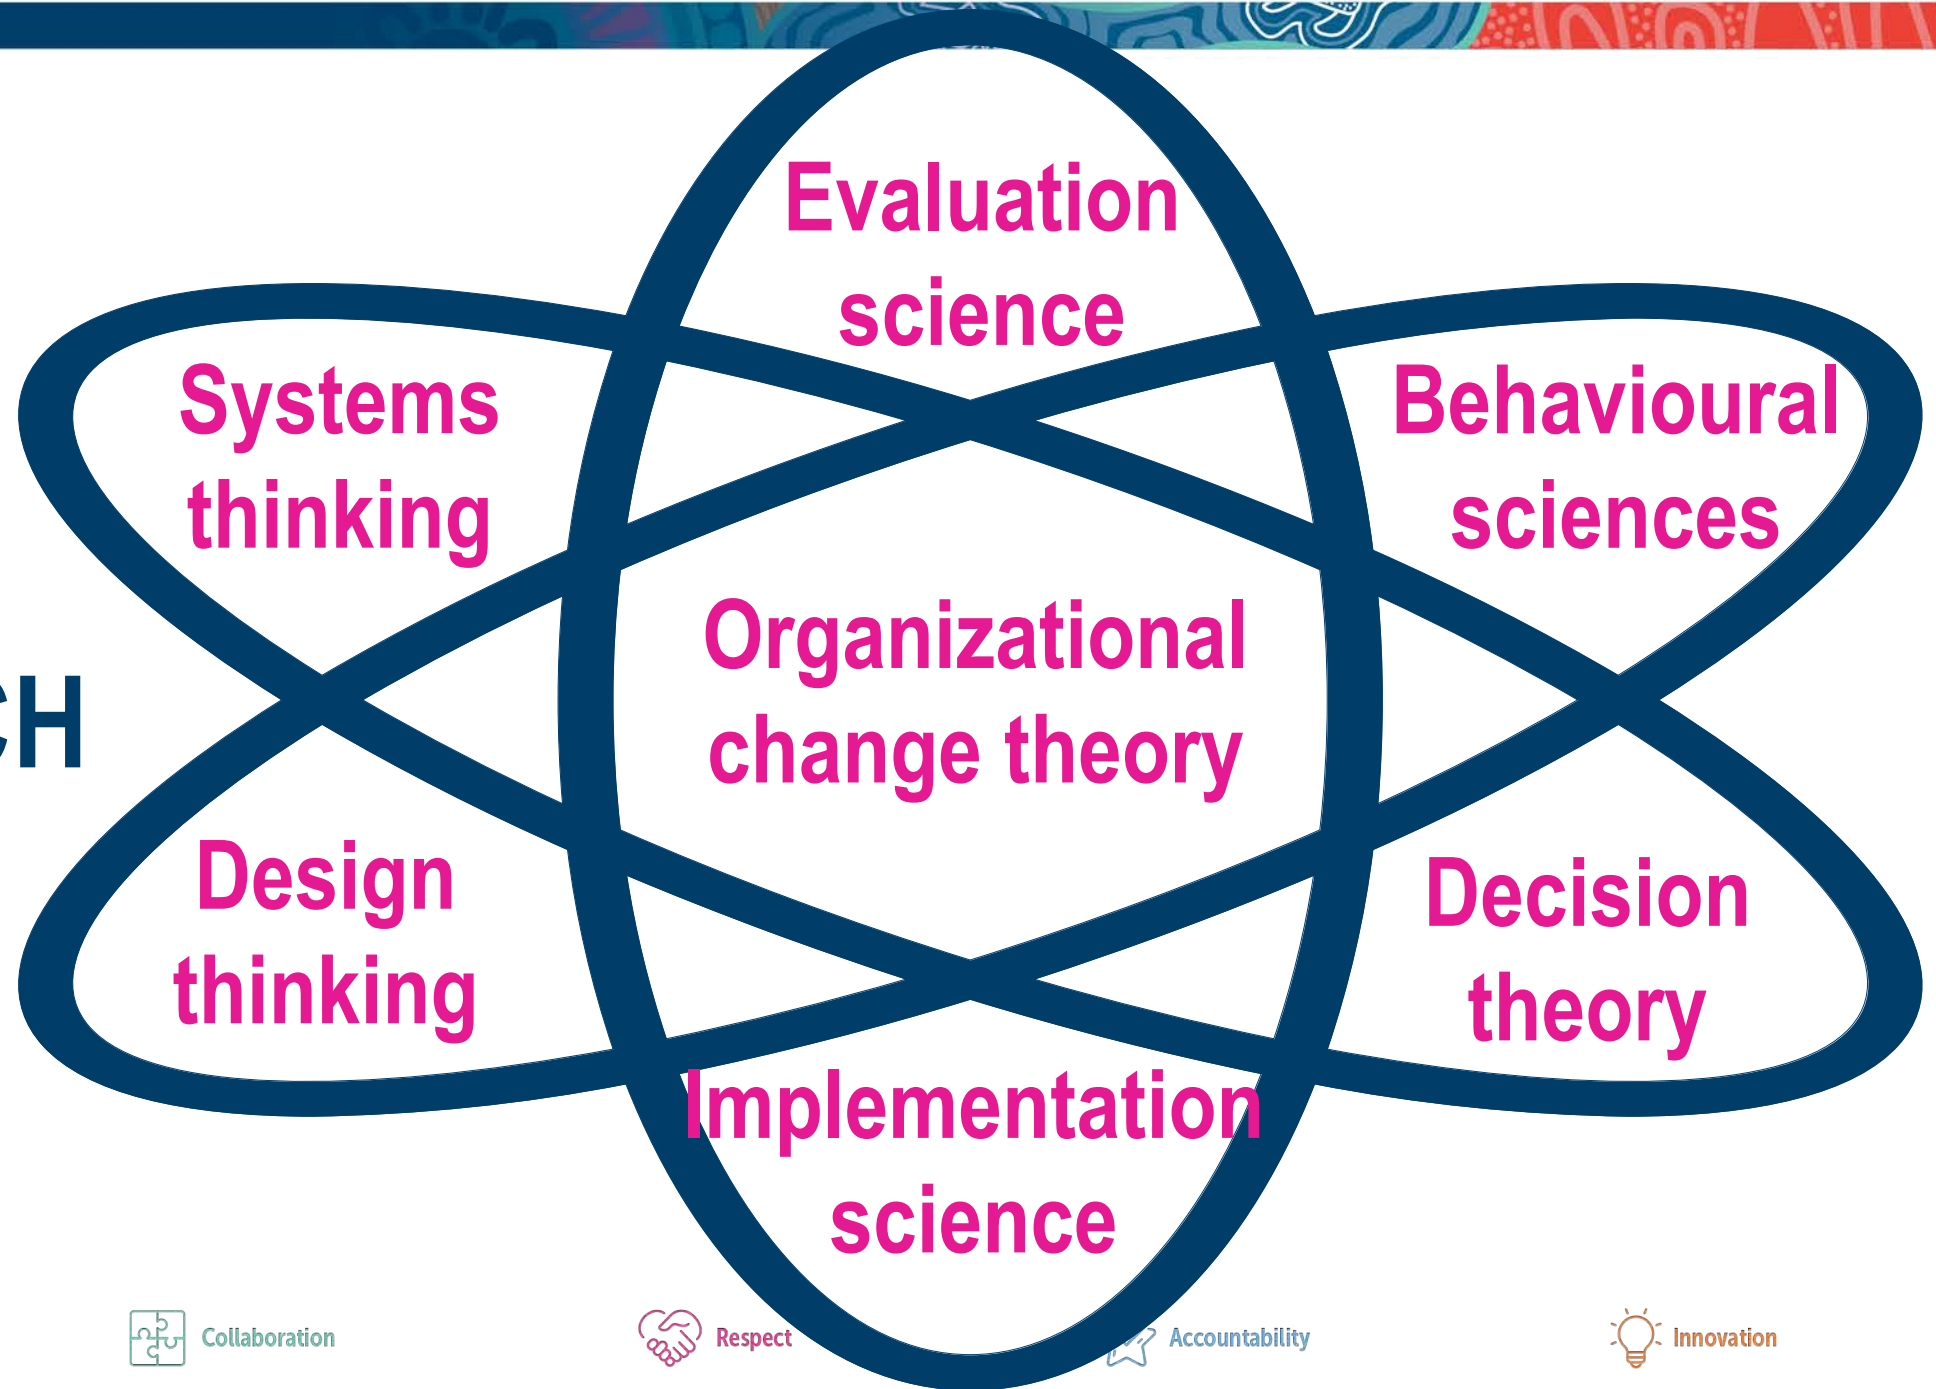 Evaluation
science
Systems
thinking
Behavioural
sciences
Organizational
change theory
CH
Design
thinking
Decision
theory
Implementation
science
Collaboration
Respect
Accountability
Innovation